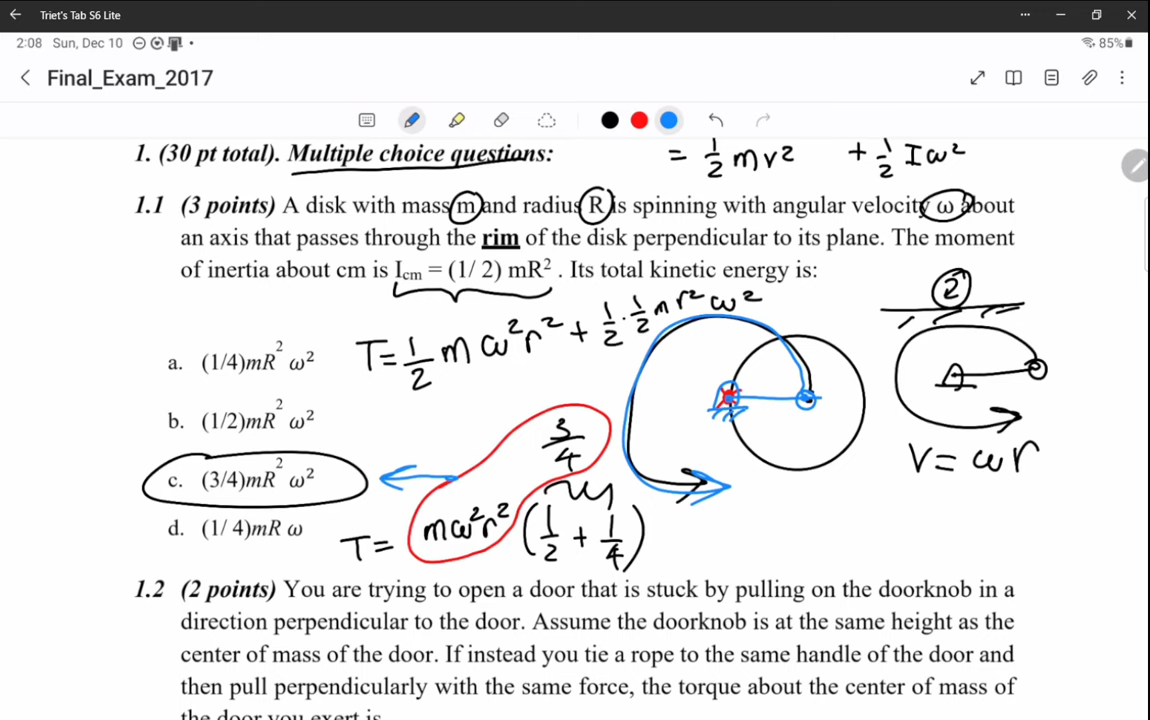 Triet's Tab S6 Lite
2:08 Sun, Dec 10
85%
Final_Exam_2017
1. (30 pt total). Multiple choice questions:
= 1/2 mv² + 1/2 Iω²
1.1 (3 points) A disk with mass m and radius R is spinning with angular velocity ω about
an axis that passes through the rim of the disk perpendicular to its plane. The moment
of inertia about cm is Icm = (1/ 2) mR² . Its total kinetic energy is:
2
T= 1/2 m ω²r² + 1/2 · 1/2 m r² ω²
a. (1/4)mR² ω²
b. (1/2)mR² ω²
3/4
v= ωr
c. (3/4)mR² ω²
d. (1/ 4)mR ω
T= mω²r² (1/2 + 1/4)
1.2 (2 points) You are trying to open a door that is stuck by pulling on the doorknob in a
direction perpendicular to the door. Assume the doorknob is at the same height as the
center of mass of the door. If instead you tie a rope to the same handle of the door and
then pull perpendicularly with the same force, the torque about the center of mass of
the door you exert is